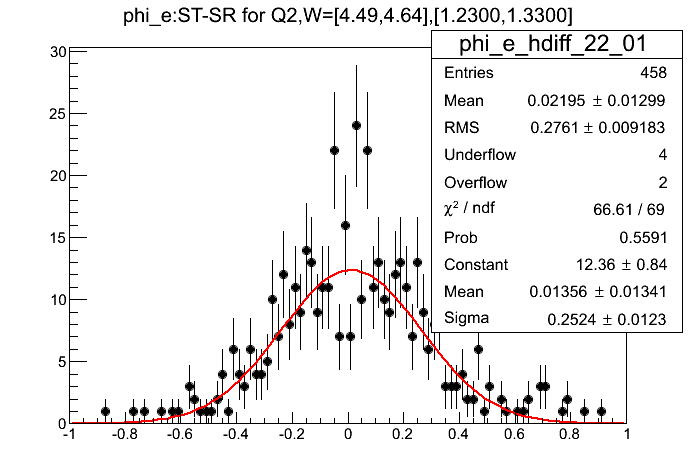 phi_e:ST-SR for Q2,W=[4.49,4.64],[1.2300,1.3300]
phi_e_hdiff_22_01
Entries 458
Mean 0.02195 ± 0.01299
RMS 0.2761 ± 0.009183
Underflow 4
Overflow 2
χ² / ndf 66.61 / 69
Prob 0.5591
Constant 12.36 ± 0.84
Mean 0.01356 ± 0.01341
Sigma 0.2524 ± 0.0123
30
25
20
15
10
5
0
-1 -0.8 -0.6 -0.4 -0.2 0 0.2 0.4 0.6 0.8 1